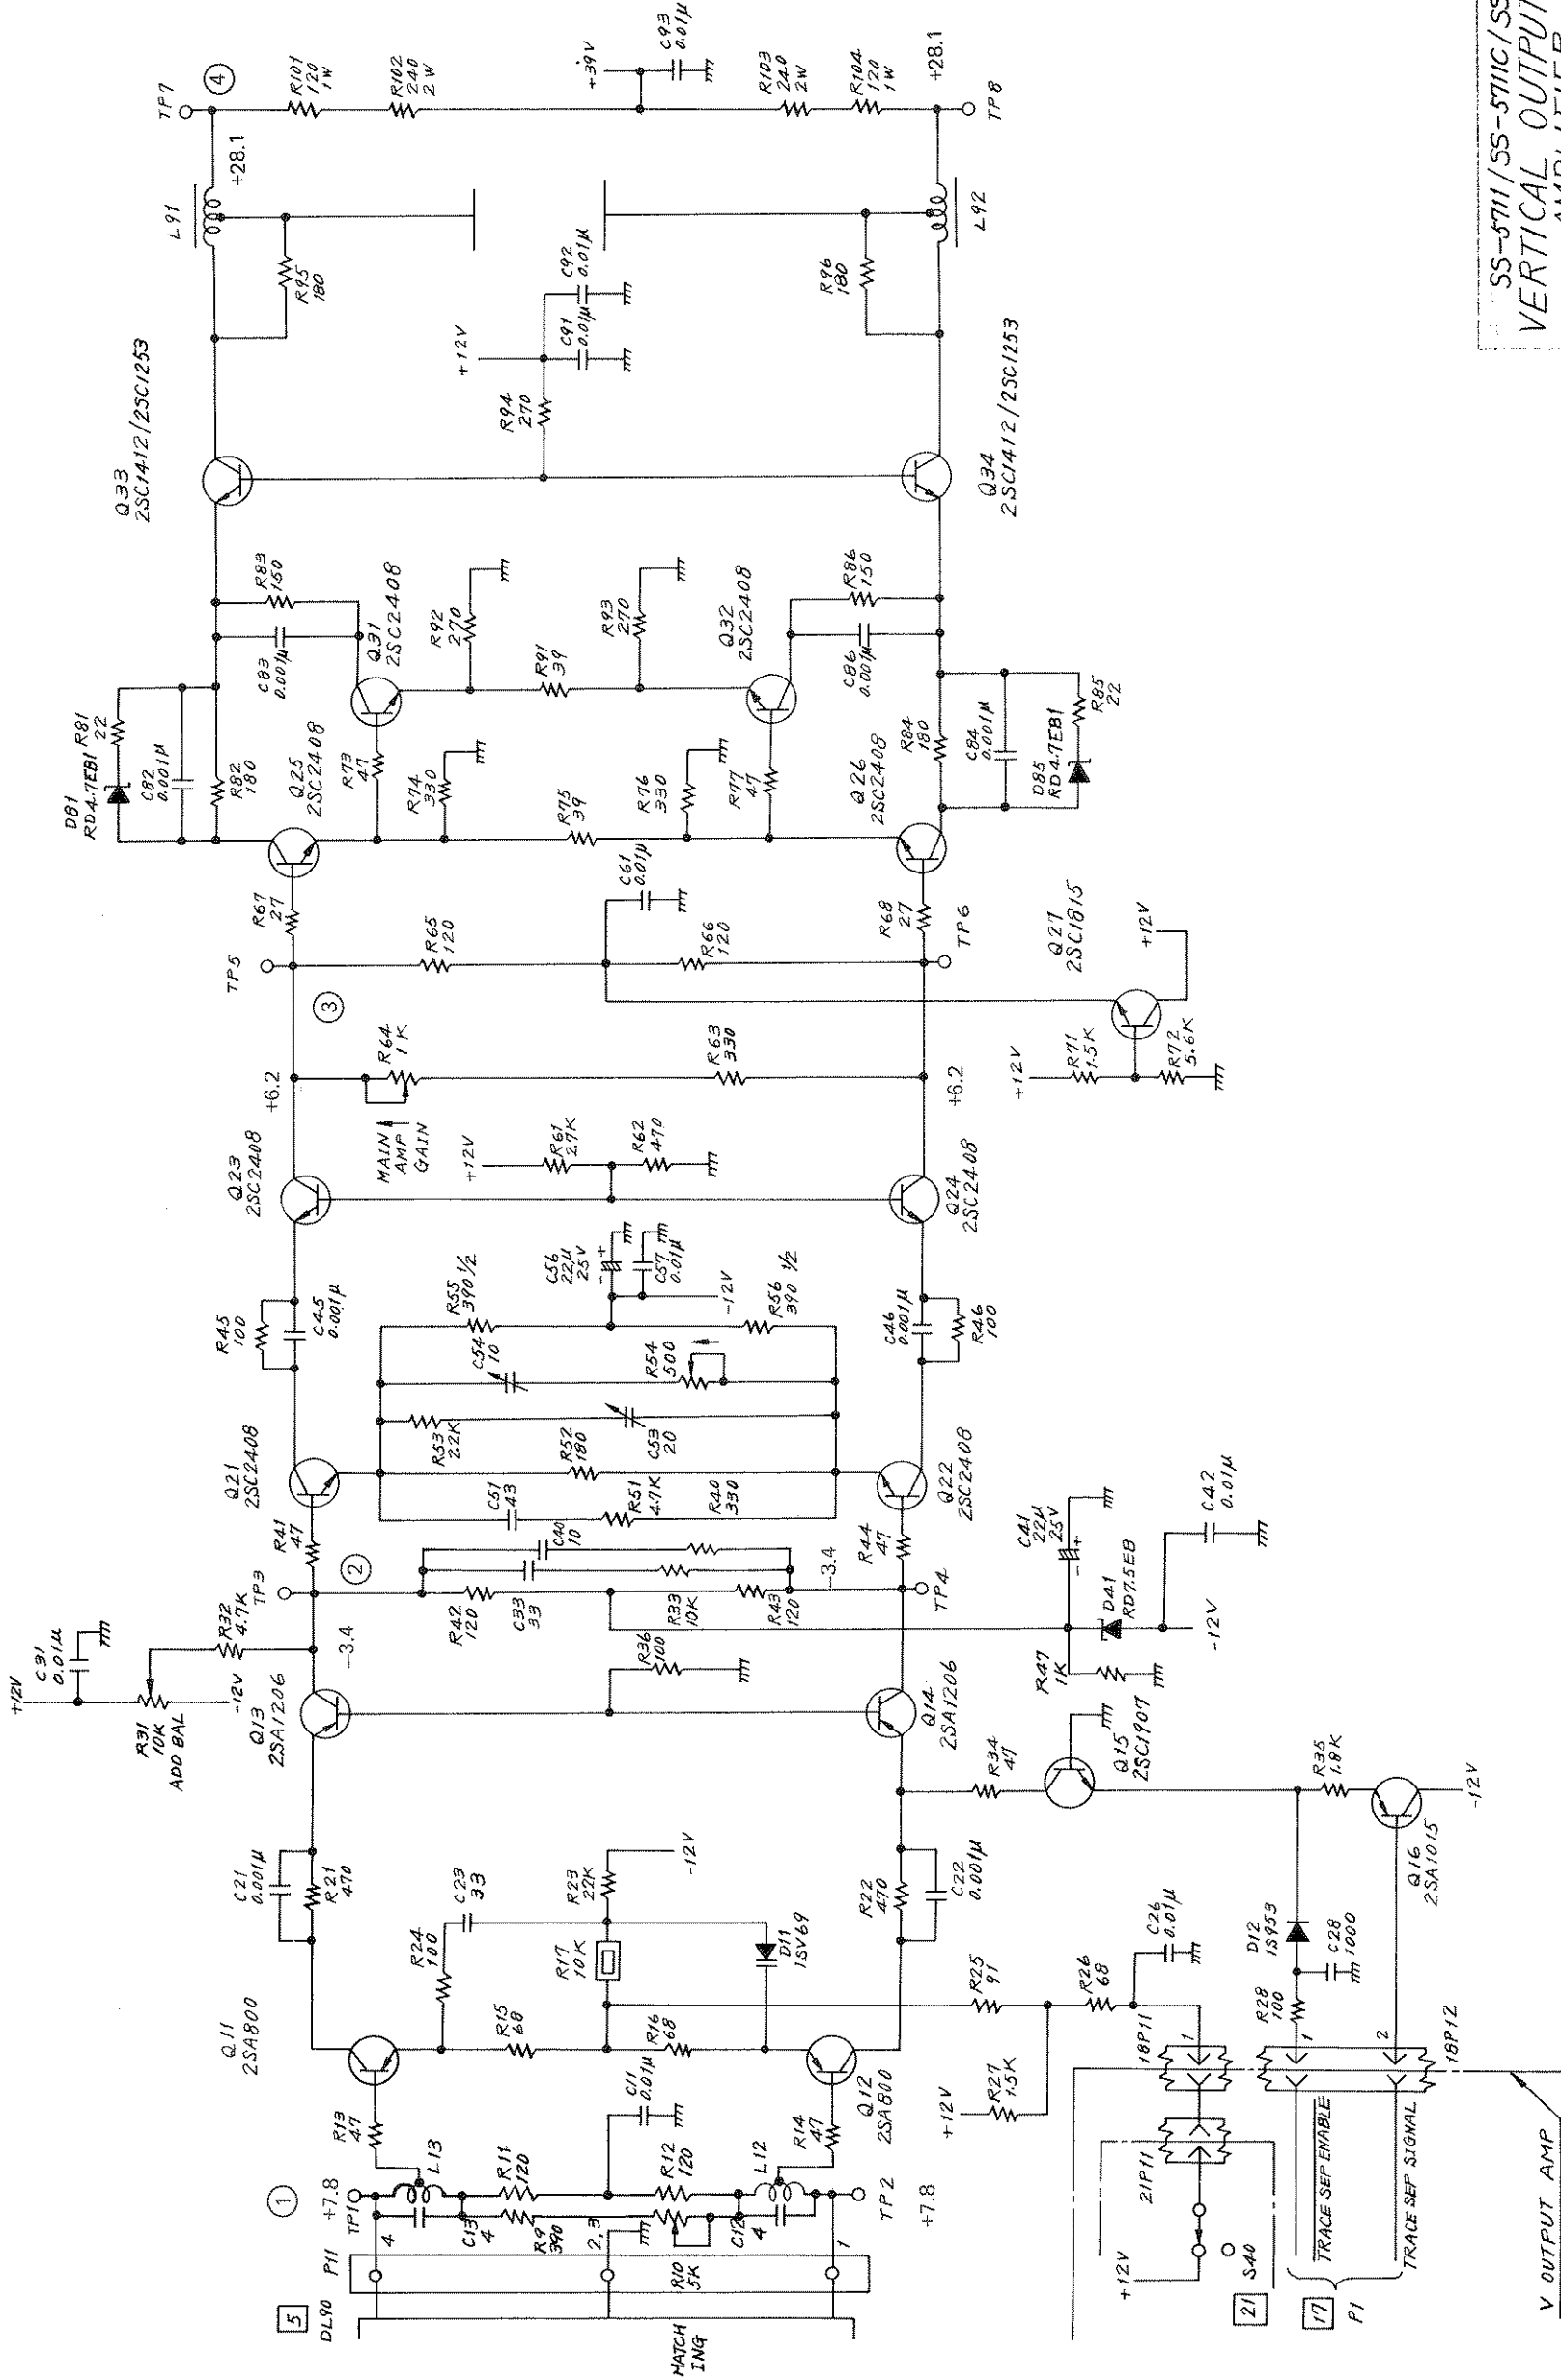 SS-5711/SS-5711C/SS
VERTICAL OUTPUT
AMPLIFIER
TP7
4
R101
120
1W
R102
240
2W
+39V
C93
0.01μ
R103
240
2W
R104
120
1W
+28.1
TP8
L91
+28.1
R95
180
C92
0.01μ
C91
0.01μ
+12V
R94
270
R96
180
L92
Q33
2SC1412/2SC1253
Q34
2SC1412/2SC1253
R83
150
C83
0.001μ
Q31
2SC2408
R92
270
R91
39
R93
270
Q32
2SC2408
R86
150
C86
0.001μ
D81
RD4.7EB1
R81
22
C82
0.001μ
R82
180
Q25
2SC2408
R73
47
R74
330
R75
39
R76
330
R77
47
Q26
2SC2408
R84
180
C84
0.001μ
D85
RD4.7EB1
R85
22
R67
27
TP5
R65
120
C61
0.01μ
R66
120
R68
27
TP6
Q27
2SC1815
+12V
3
R64
1K
+6.2
MAIN
AMP
GAIN
R63
330
+6.2
+12V
R71
1.5K
R72
5.6K
Q23
2SC2408
+12V
R61
2.7K
R62
470
Q24
2SC2408
R45
100
C45
0.001μ
R55
390 1/2
C56
22μ
25V
C57
0.01μ
-12V
R56
390 1/2
C54
10
R54
500
C46
0.001μ
R46
100
Q21
2SC2408
R53
22K
C53
20
R52
180
C51
43
R51
4.7K
R40
330
Q22
2SC2408
R41
47
C40
10
R44
47
C41
22μ
25V
C42
0.01μ
TP3
2
R42
120
C33
33
R33
10K
R43
120
-3.4
TP4
D41
RD7.5EB
-12V
R47
1K
+12V
C31
0.01μ
R32
4.7K
R31
10K
ADD BAL
-12V
-3.4
Q13
2SA1206
R36
100
Q14
2SA1206
R34
47
Q15
2SC1907
R35
1.8K
Q16
2SA1015
-12V
C21
0.001μ
R21
470
C23
33
R24
100
R23
22K
-12V
R17
10K
D11
1SV69
R22
470
C22
0.001μ
Q11
2SA800
R15
68
R16
68
Q12
2SA800
R25
91
R26
68
C26
0.01μ
R27
1.5K
+12V
D12
1S953
C28
1000
R28
100
R13
47
R14
47
C11
0.01μ
L13
R11
120
R12
120
L12
1
+7.8
TP1
C13
4
R9
390
C12
4
TP2
+7.8
4
2,3
1
P11
R10
5K
5
DL90
MATCH
ING
18P11
1
21P11
+12V
S40
21
18P12
1
2
TRACE SEP ENABLE
TRACE SEP SIGNAL
17
P1
V OUTPUT AMP